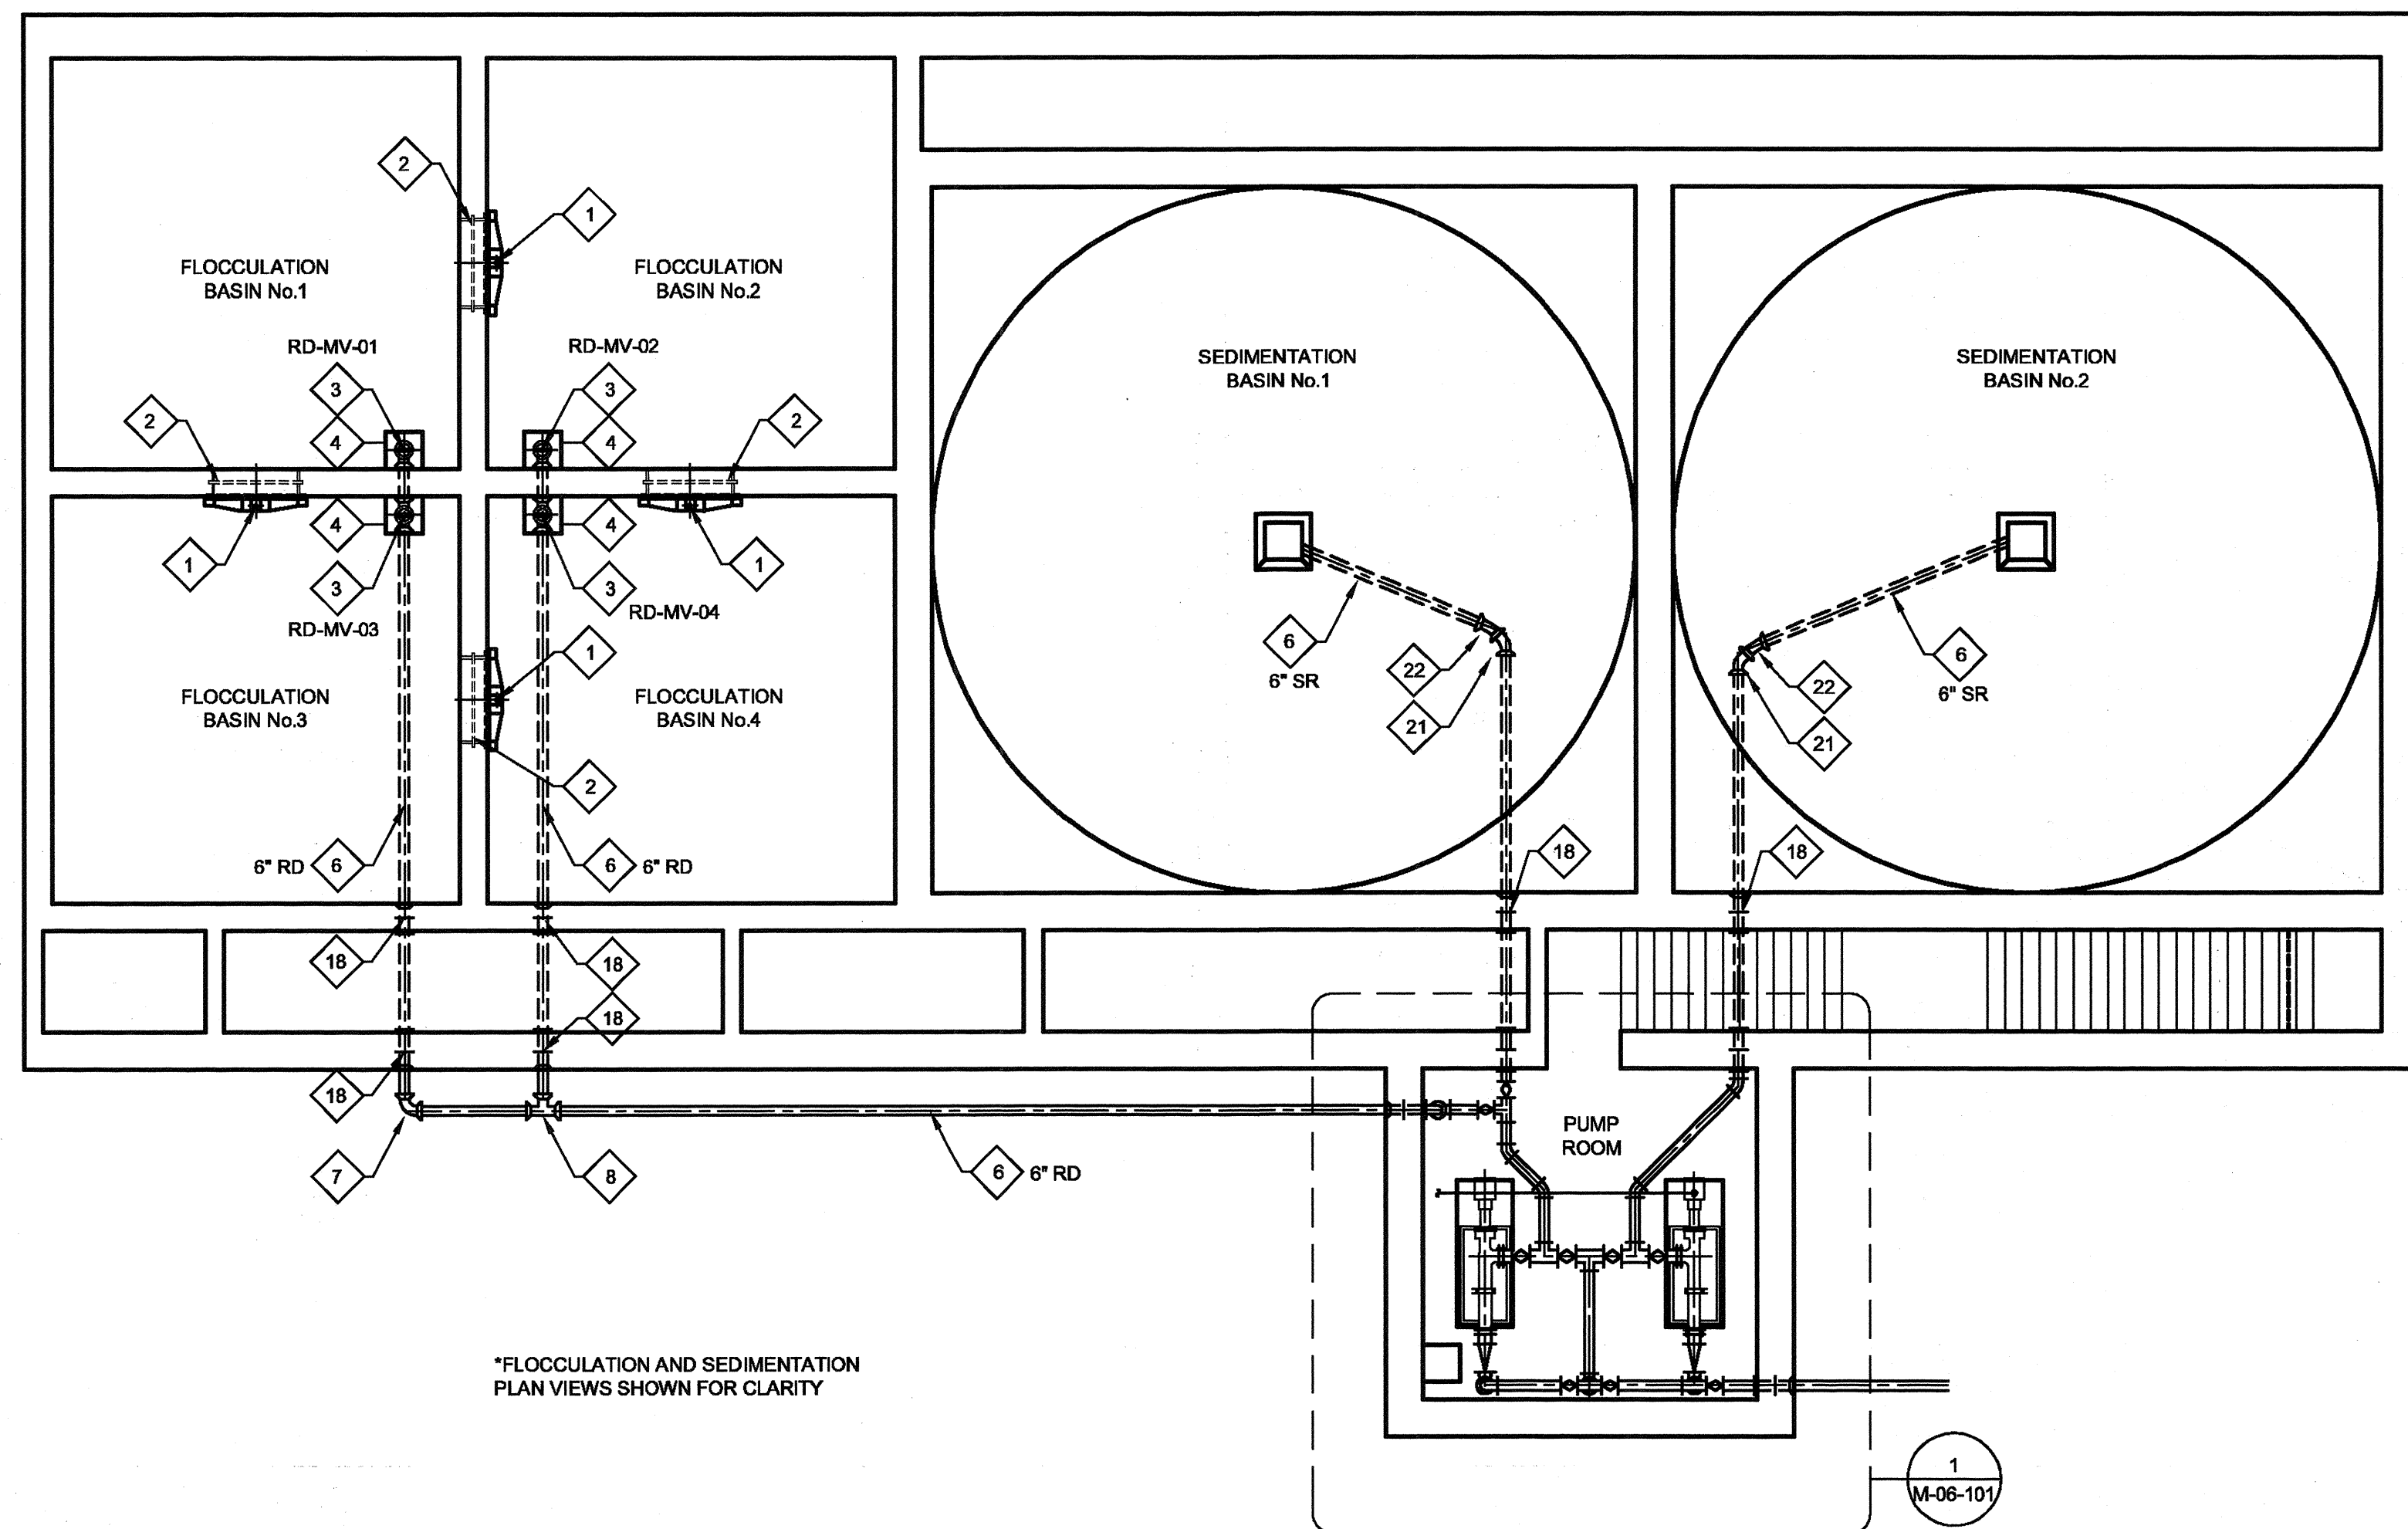 2
1
FLOCCULATION
BASIN No.1
FLOCCULATION
BASIN No.2
RD-MV-01
RD-MV-02
3
3
2
4
4
2
SEDIMENTATION
BASIN No.1
SEDIMENTATION
BASIN No.2
4
4
1
3
3
1
RD-MV-03
RD-MV-04
1
6
6" SR
22
21
6
6" SR
22
21
FLOCCULATION
BASIN No.3
FLOCCULATION
BASIN No.4
2
6" RD 6
6 6" RD
18
18
18
18
18
18
7
8
6 6" RD
PUMP
ROOM
*FLOCCULATION AND SEDIMENTATION
PLAN VIEWS SHOWN FOR CLARITY
1
M-06-101